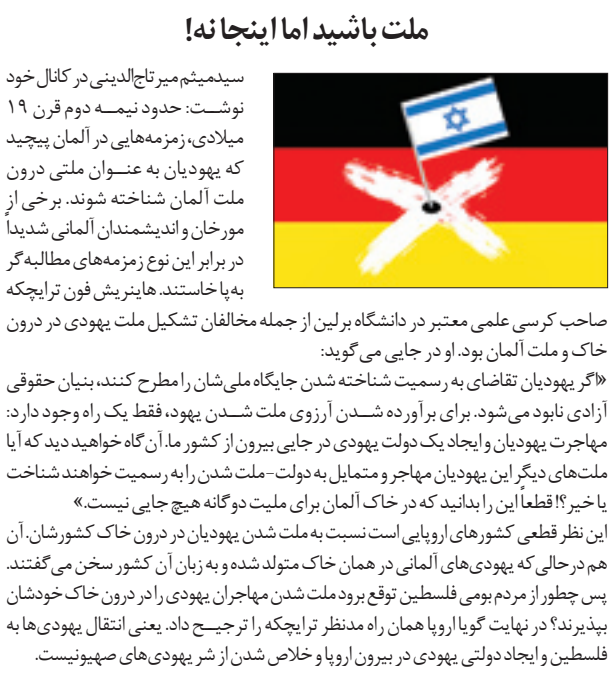 ملت باشید اما اینجا نه!
سیدمیثم میر تاج‌الدینی در کانال خود
نوشت: حدود نیمه دوم قرن ۱۹
میلادی، زمزمه‌هایی در آلمان پیچید
که یهودیان به عنوان ملتی درون
ملت آلمان شناخته شوند. برخی از
مورخان و اندیشمندان آلمانی شدیداً
در برابر این نوع زمزمه‌های مطالبه‌گر
به پا خاستند. هاینریش فون ترایچکه
صاحب کرسی علمی معتبر در دانشگاه برلین از جمله مخالفان تشکیل ملت یهودی در درون
خاک و ملت آلمان بود. او در جایی می‌گوید:
«اگر یهودیان تقاضای به رسمیت شناخته شدن جایگاه ملی‌شان را مطرح کنند، بنیان حقوقی
آزادی نابود می‌شود. برای برآورده شدن آرزوی ملت شدن یهود، فقط یک راه وجود دارد:
مهاجرت یهودیان و ایجاد یک دولت یهودی در جایی بیرون از کشور ما. آن گاه خواهید دید که آیا
ملت‌های دیگر این یهودیان مهاجر و متمایل به دولت-ملت شدن را به رسمیت خواهند شناخت
یا خیر؟! قطعاً این را بدانید که در خاک آلمان برای ملیت دوگانه هیچ جایی نیست.»
این نظر قطعی کشورهای اروپایی است نسبت به ملت شدن یهودیان در درون خاک کشورشان. آن
هم در حالی که یهودی‌های آلمانی در همان خاک متولد شده و به زبان آن کشور سخن می‌گفتند.
پس چطور از مردم بومی فلسطین توقع برود ملت شدن مهاجران یهودی را در درون خاک خودشان
بپذیرند؟ در نهایت گویا اروپا همان راه مدنظر ترایچکه را ترجیح داد. یعنی انتقال یهودی‌ها به
فلسطین و ایجاد دولتی یهودی در بیرون اروپا و خلاص شدن از شر یهودی‌های صهیونیست.